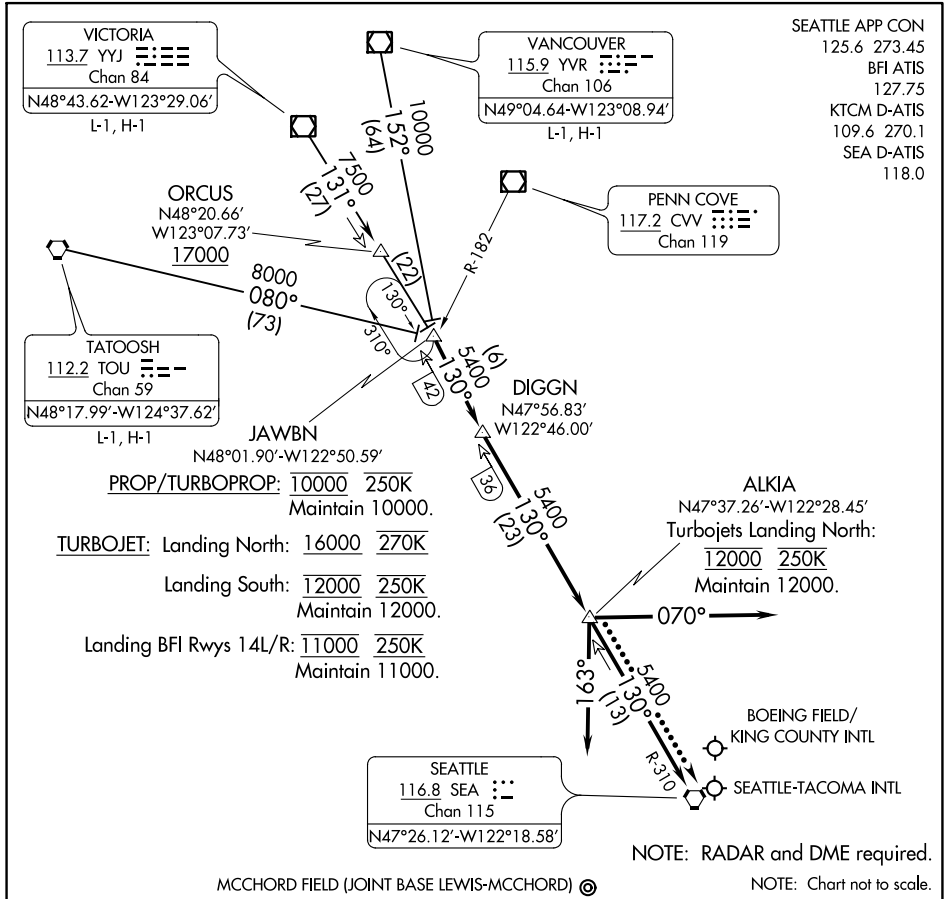 SEATTLE APP CON
125.6 273.45
BFI ATIS
127.75
KTCM D-ATIS
109.6 270.1
SEA D-ATIS
118.0
VICTORIA
113.7 YYJ
Chan 84
N48°43.62-W123°29.06′
L-1, H-1
VANCOUVER
115.9 YVR
Chan 106
N49°04.64-W123°08.94′
L-1, H-1
PENN COVE
117.2 CVV
Chan 119
R-182
10000
152°
(64)
7500
131°
(27)
ORCUS
N48°20.66′
W123°07.73′
17000
(22)
8000
080°
(73)
130°
310°
TATOOSH
112.2 TOU
Chan 59
N48°17.99′-W124°37.62′
L-1, H-1
(6)
5400
130°
42
DIGGN
N47°56.83′
W122°46.00′
36
JAWBN
N48°01.90′-W122°50.59′
PROP/TURBOPROP: 10000 250K
Maintain 10000.
TURBOJET: Landing North: 16000 270K
Landing South: 12000 250K
Maintain 12000.
Landing BFI Rwys 14L/R: 11000 250K
Maintain 11000.
5400
130°
(23)
ALKIA
N47°37.26′-W122°28.45′
Turbojets Landing North:
12000 250K
Maintain 12000.
070°
163°
5400
130°
(13)
R-310
BOEING FIELD/
KING COUNTY INTL
SEATTLE-TACOMA INTL
SEATTLE
116.8 SEA
Chan 115
N47°26.12′-W122°18.58′
NOTE: RADAR and DME required.
MCCHORD FIELD (JOINT BASE LEWIS-MCCHORD)
NOTE: Chart not to scale.